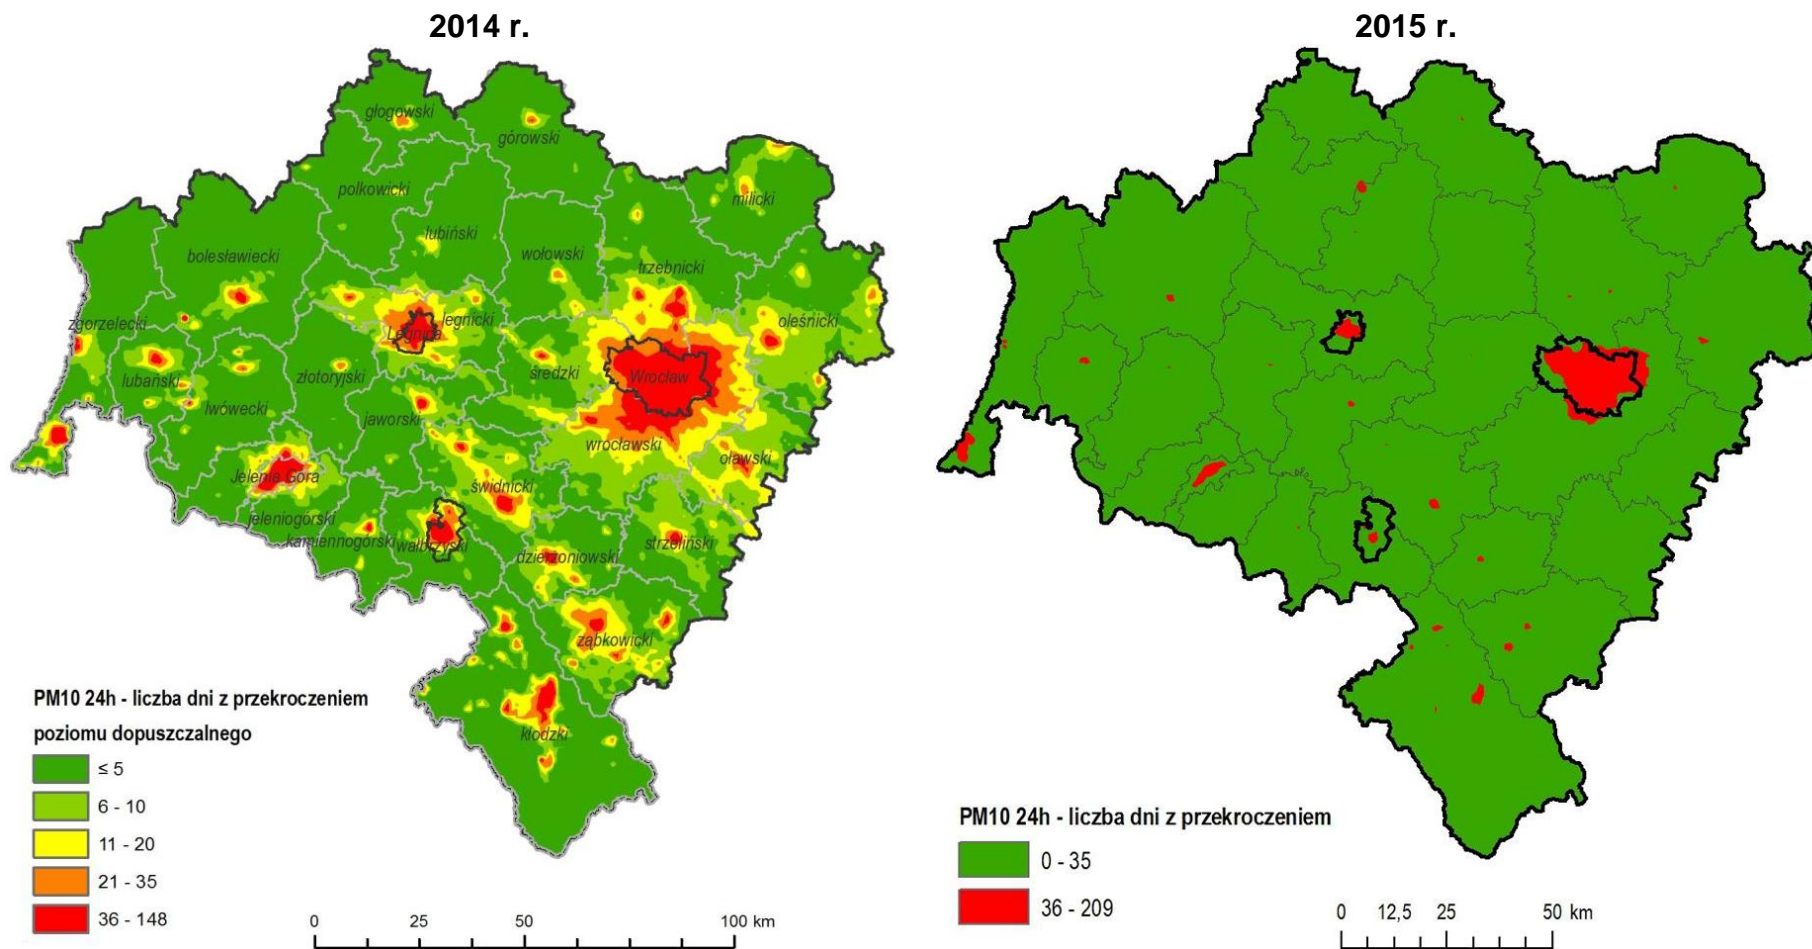 2014 r.
głogowski
górowski
polkowicki
milicki
lubiński
bolesławiecki
wołowski
trzebnicki
zgorzelecki
legnicki
Legnica
oleśnicki
lubański
złotoryjski
średzki
Wrocław
lwówecki
jaworski
wrocławski
oławski
Jelenia Góra
świdnicki
jeleniogórski
kamiennogórski
wałbrzyski
dzierżoniowski
strzeliński
ząbkowicki
kłodzki
PM10 24h - liczba dni z przekroczeniem
poziomu dopuszczalnego
≤ 5
6 - 10
11 - 20
21 - 35
36 - 148
0 25 50 100 km
2015 r.
PM10 24h - liczba dni z przekroczeniem
0 - 35
36 - 209
0 12,5 25 50 km